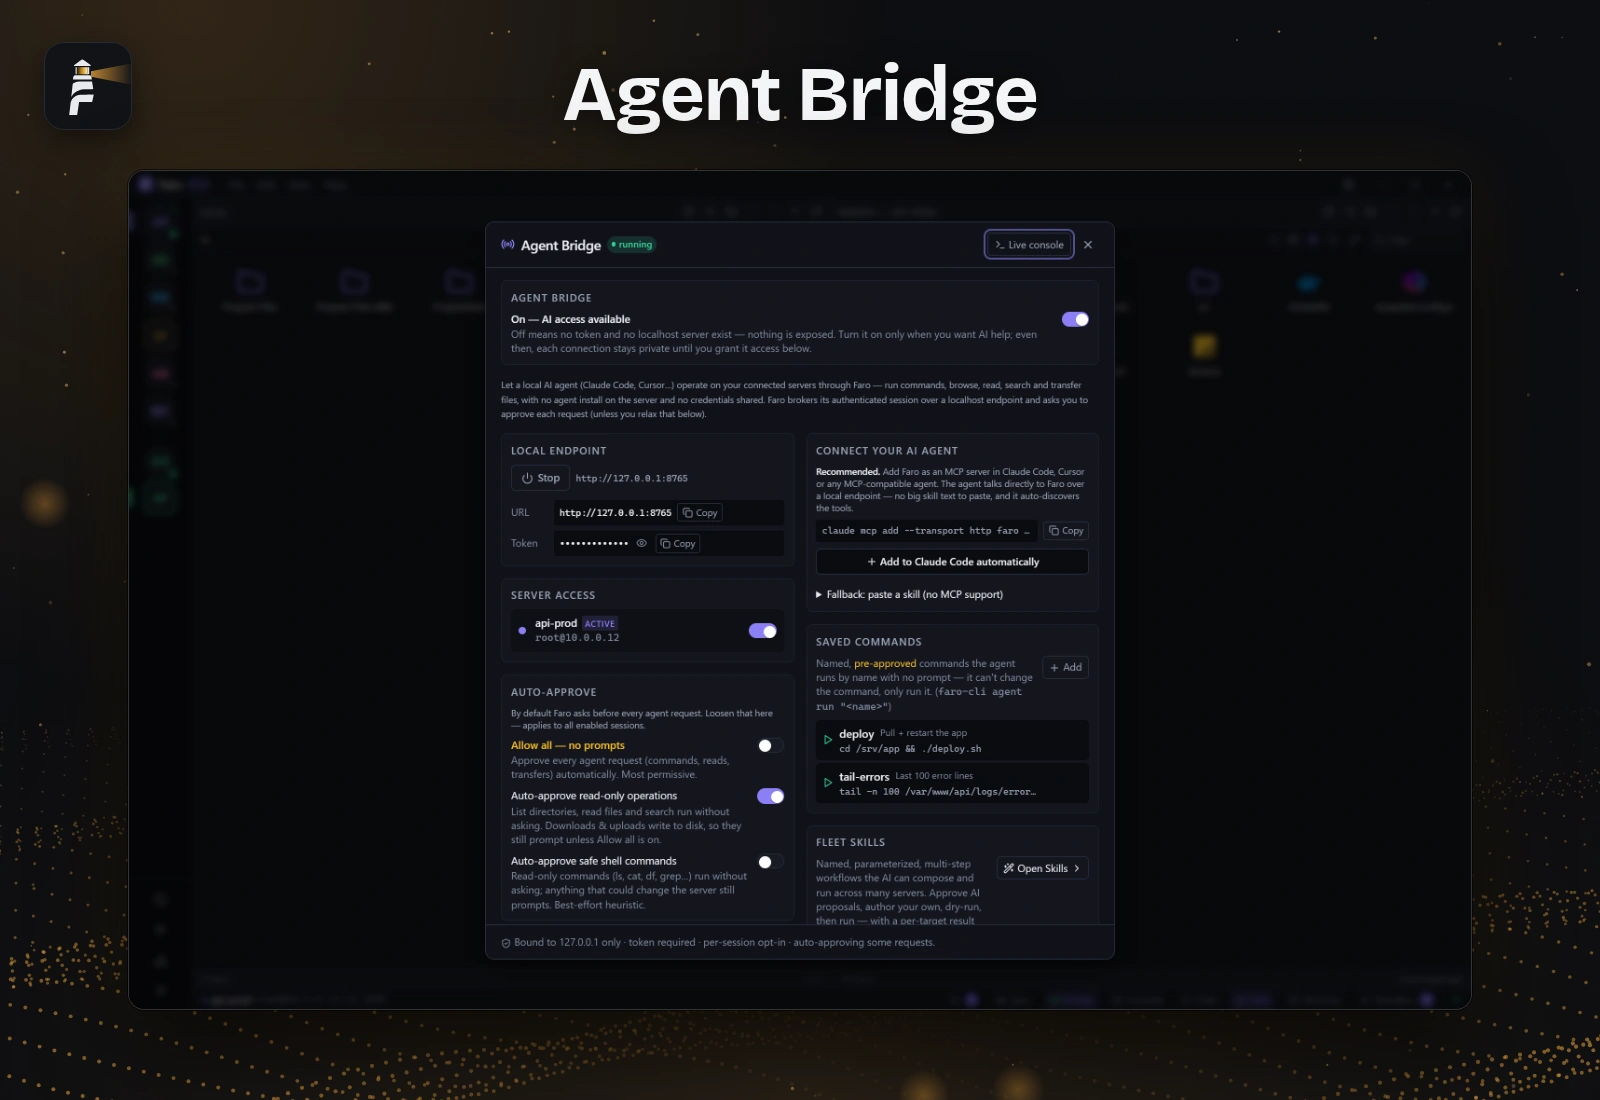 Agent Bridge
Agent Bridge
running
Live console
AGENT BRIDGE
On — AI access available
Off means no token and no localhost server exist — nothing is exposed. Turn it on only when you want AI help; even
then, each connection stays private until you grant it access below.
Let a local AI agent (Claude Code, Cursor…) operate on your connected servers through Faro — run commands, browse, read, search and transfer
files, with no agent install on the server and no credentials shared. Faro brokers its authenticated session over a localhost endpoint and asks you to
approve each request (unless you relax that below).
LOCAL ENDPOINT
Stop
http://127.0.0.1:8765
URL
http://127.0.0.1:8765
Copy
Token
•••••••••••••
Copy
SERVER ACCESS
api-prod
ACTIVE
root@10.0.0.12
AUTO-APPROVE
By default Faro asks before every agent request. Loosen that here
— applies to all enabled sessions.
Allow all — no prompts
Approve every agent request (commands, reads,
transfers) automatically. Most permissive.
Auto-approve read-only operations
List directories, read files and search run without
asking. Downloads & uploads write to disk, so they
still prompt unless Allow all is on.
Auto-approve safe shell commands
Read-only commands (ls, cat, df, grep…) run without
asking; anything that could change the server still
prompts. Best-effort heuristic.
CONNECT YOUR AI AGENT
Recommended. Add Faro as an MCP server in Claude Code, Cursor
or any MCP-compatible agent. The agent talks directly to Faro over
a local endpoint — no big skill text to paste, and it auto-discovers
the tools.
claude mcp add --transport http faro …
Copy
+ Add to Claude Code automatically
Fallback: paste a skill (no MCP support)
SAVED COMMANDS
Named, pre-approved commands the agent
runs by name with no prompt — it can't change
the command, only run it. (faro-cli agent
run "<name>")
+ Add
deploy Pull + restart the app
cd /srv/app && ./deploy.sh
tail-errors Last 100 error lines
tail -n 100 /var/www/api/logs/error…
FLEET SKILLS
Named, parameterized, multi-step
workflows the AI can compose and
run across many servers. Approve AI
proposals, author your own, dry-run,
then run — with a per-target result
Open Skills
Bound to 127.0.0.1 only · token required · per-session opt-in · auto-approving some requests.